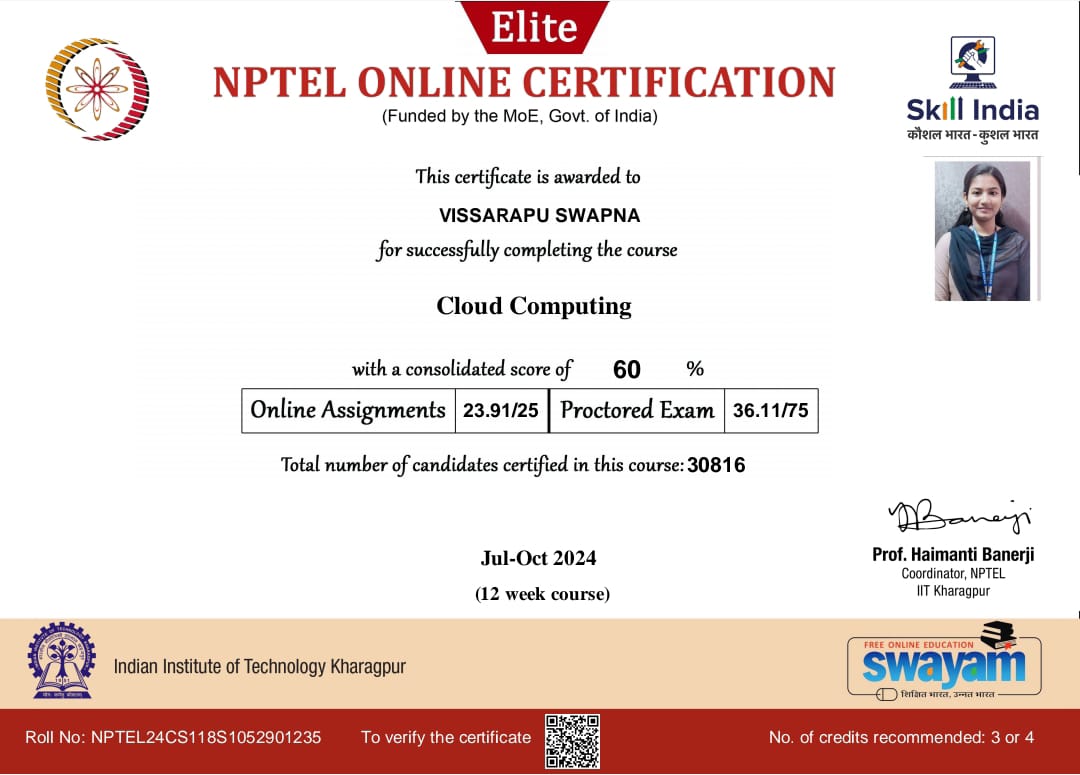 Elite
NPTEL ONLINE CERTIFICATION
(Funded by the MoE, Govt. of India)
Skill India
कौशल भारत - कुशल भारत
This certificate is awarded to
VISSARAPU SWAPNA
for successfully completing the course
Cloud Computing
with a consolidated score of 60 %
Online Assignments 23.91/25 Proctored Exam 36.11/75
Total number of candidates certified in this course: 30816
Prof. Haimanti Banerji
Coordinator, NPTEL
IIT Kharagpur
Jul-Oct 2024
(12 week course)
Indian Institute of Technology Kharagpur
FREE ONLINE EDUCATION
swayam
शिक्षित भारत, उन्नत भारत
Roll No: NPTEL24CS118S1052901235 To verify the certificate No. of credits recommended: 3 or 4